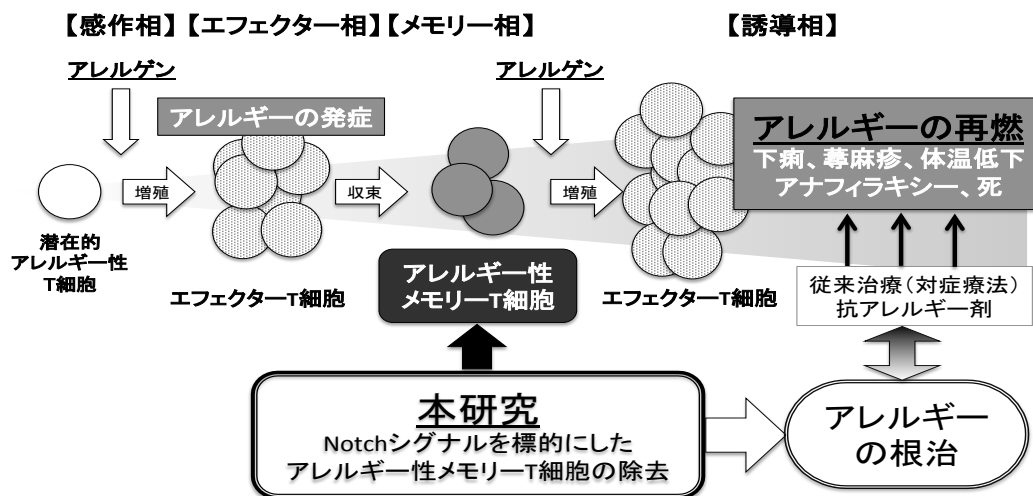 【感作相】【エフェクター相】【メモリー相】
【誘導相】
アレルゲン
アレルゲン
アレルギーの発症
アレルギーの再燃
下痢、蕁麻疹、体温低下
アナフィラキシー、死
増殖
収束
増殖
潜在的
アレルギー性
T細胞
エフェクターT細胞
アレルギー性
メモリーT細胞
エフェクターT細胞
従来治療(対症療法)
抗アレルギー剤
本研究
Notchシグナルを標的にした
アレルギー性メモリーT細胞の除去
アレルギー
の根治